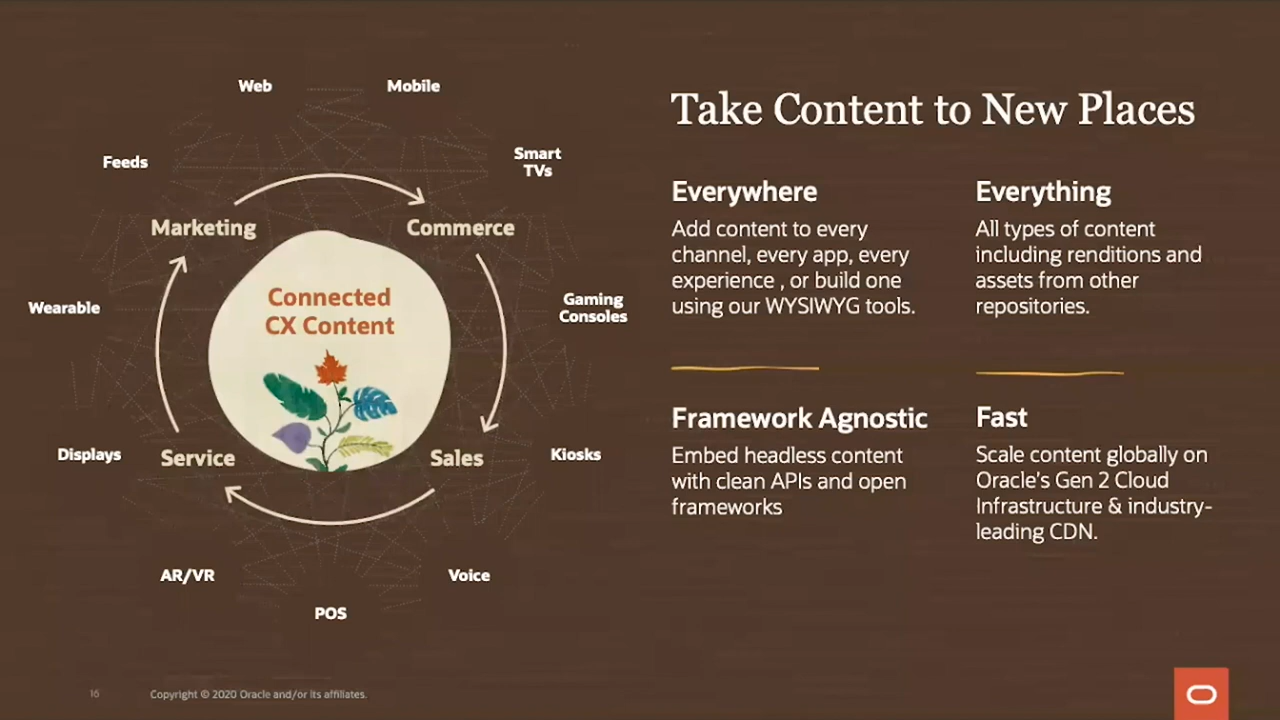 Web
Mobile
Feeds
Smart
TVs
Marketing
Commerce
Connected
CX Content
Wearable
Gaming
Consoles
Displays
Service
Sales
Kiosks
AR/VR
Voice
POS
Take Content to New Places
Everywhere
Add content to every
channel, every app, every
experience , or build one
using our WYSIWYG tools.
Everything
All types of content
including renditions and
assets from other
repositories.
Framework Agnostic
Embed headless content
with clean APIs and open
frameworks
Fast
Scale content globally on
Oracle's Gen 2 Cloud
Infrastructure & industry-
leading CDN.
16
Copyright © 2020 Oracle and/or its affiliates.